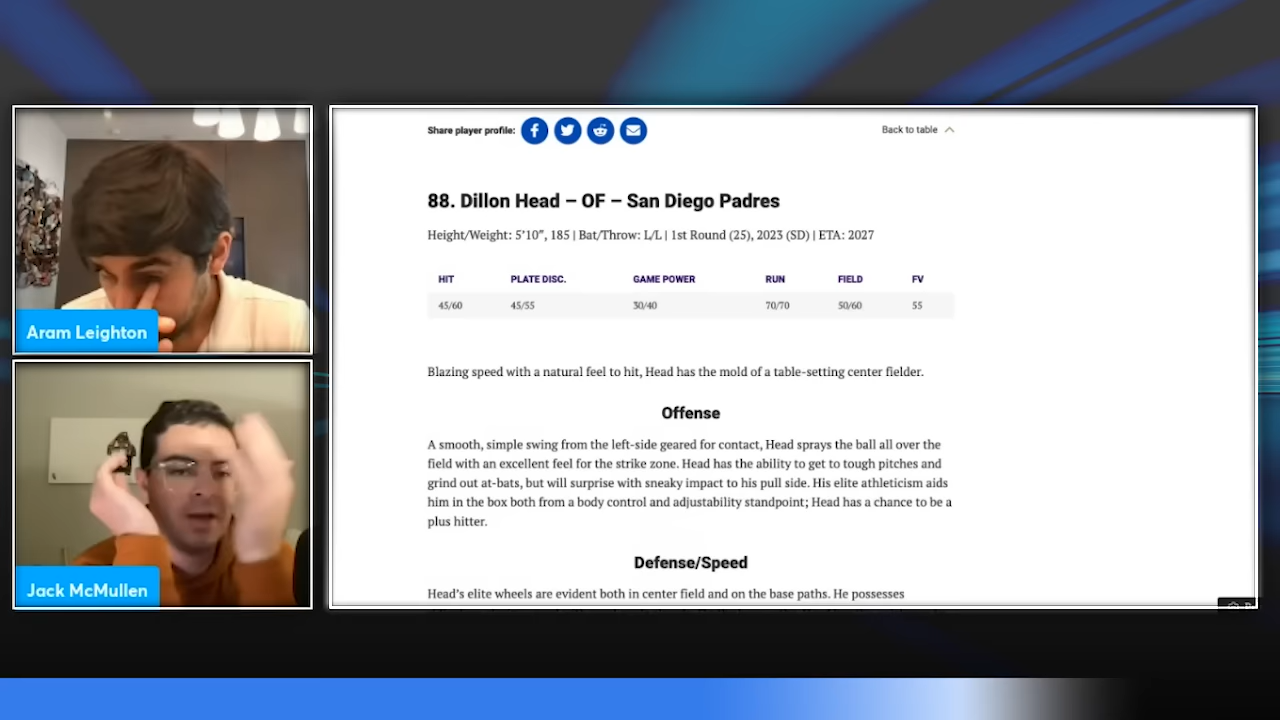 Share player profile:
Back to table
88. Dillon Head – OF – San Diego Padres
Height/Weight: 5’10″, 185 | Bat/Throw: L/L | 1st Round (25), 2023 (SD) | ETA: 2027
HIT PLATE DISC. GAME POWER RUN FIELD FV
45/60 45/55 30/40 70/70 50/60 55
Blazing speed with a natural feel to hit, Head has the mold of a table-setting center fielder.
Offense
A smooth, simple swing from the left-side geared for contact, Head sprays the ball all over the
field with an excellent feel for the strike zone. Head has the ability to get to tough pitches and
grind out at-bats, but will surprise with sneaky impact to his pull side. His elite athleticism aids
him in the box both from a body control and adjustability standpoint; Head has a chance to be a
plus hitter.
Defense/Speed
Head’s elite wheels are evident both in center field and on the base paths. He possesses
Aram Leighton
Jack McMullen